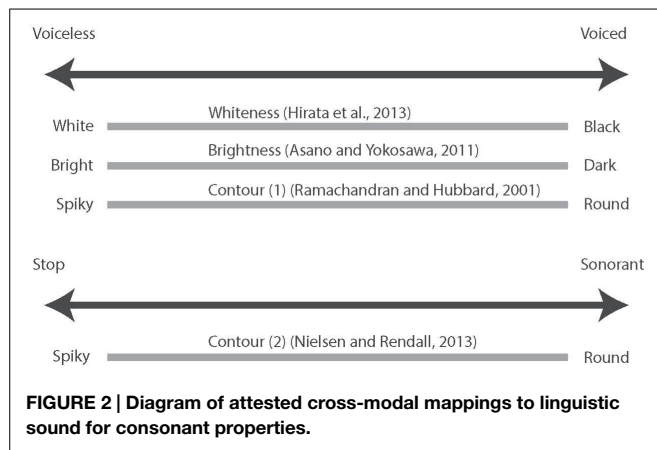 Voiceless Voiced
Whiteness (Hirata et al., 2013)
White Black
Brightness (Asano and Yokosawa, 2011)
Bright Dark
Contour (1) (Ramachandran and Hubbard, 2001)
Spiky Round
Stop Sonorant
Contour (2) (Nielsen and Rendall, 2013)
Spiky Round
FIGURE 2 | Diagram of attested cross-modal mappings to linguistic
sound for consonant properties.